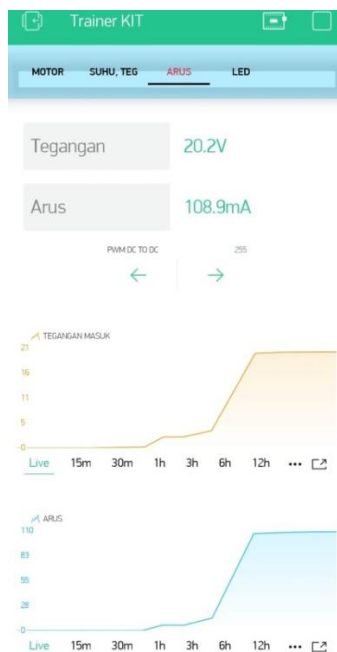 Trainer KIT
MOTOR SUHU, TEG ARUS LED
Tegangan 20.2V
Arus 108.9mA
PWM DC TO DC 255
TEGANGAN MASUK
21
16
11
5
-0
Live 15m 30m 1h 3h 6h 12h
ARUS
110
83
55
28
-0
Live 15m 30m 1h 3h 6h 12h